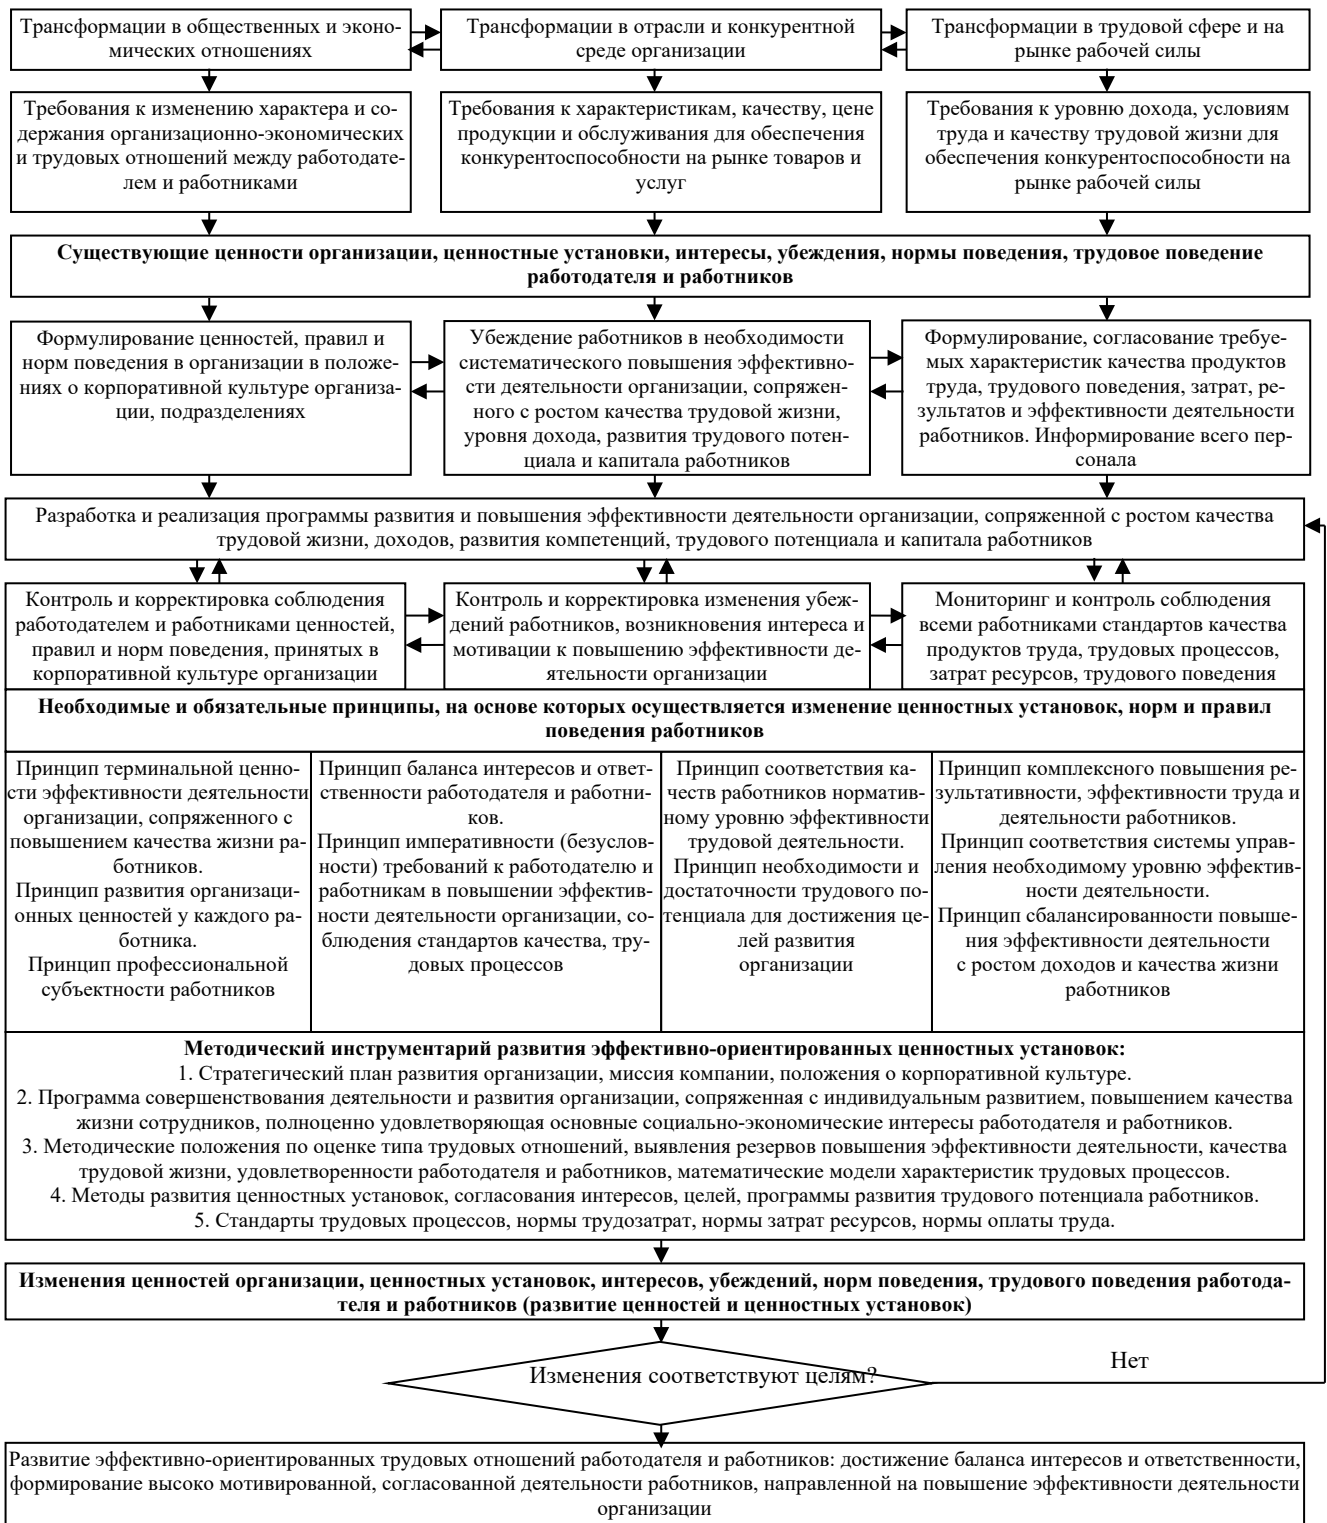 Трансформации в общественных и эконо-
мических отношениях
Трансформации в отрасли и конкурентной
среде организации
Трансформации в трудовой сфере и на
рынке рабочей силы
Требования к изменению характера и со-
держания организационно-экономических
и трудовых отношений между работодате-
лем и работниками
Требования к характеристикам, качеству, цене
продукции и обслуживания для обеспечения
конкурентоспособности на рынке товаров и
услуг
Требования к уровню дохода, условиям
труда и качеству трудовой жизни для
обеспечения конкурентоспособности на
рынке рабочей силы
Существующие ценности организации, ценностные установки, интересы, убеждения, нормы поведения, трудовое поведение
работодателя и работников
Формулирование ценностей, правил и
норм поведения в организации в положе-
ниях о корпоративной культуре организа-
ции, подразделениях
Убеждение работников в необходимости
систематического повышения эффективно-
сти деятельности организации, сопряжен-
ного с ростом качества трудовой жизни,
уровня дохода, развития трудового потен-
циала и капитала работников
Формулирование, согласование требуе-
мых характеристик качества продуктов
труда, трудового поведения, затрат, ре-
зультатов и эффективности деятельности
работников. Информирование всего пер-
сонала
Разработка и реализация программы развития и повышения эффективности деятельности организации, сопряженной с ростом качества
трудовой жизни, доходов, развития компетенций, трудового потенциала и капитала работников
Контроль и корректировка соблюдения
работодателем и работниками ценностей,
правил и норм поведения, принятых в
корпоративной культуре организации
Контроль и корректировка изменения убеж-
дений работников, возникновения интереса и
мотивации к повышению эффективности де-
ятельности организации
Мониторинг и контроль соблюдения
всеми работниками стандартов качества
продуктов труда, трудовых процессов,
затрат ресурсов, трудового поведения
Необходимые и обязательные принципы, на основе которых осуществляется изменение ценностных установок, норм и правил
поведения работников
Принцип терминальной ценно-
сти эффективности деятельности
организации, сопряженного с
повышением качества жизни ра-
ботников.
Принцип развития организаци-
онных ценностей у каждого ра-
ботника.
Принцип профессиональной
субъектности работников
Принцип баланса интересов и ответ-
ственности работодателя и работни-
ков.
Принцип императивности (безуслов-
ности) требований к работодателю и
работникам в повышении эффектив-
ности деятельности организации, со-
блюдения стандартов качества, тру-
довых процессов
Принцип соответствия ка-
честв работников норматив-
ному уровню эффективности
трудовой деятельности.
Принцип необходимости и
достаточности трудового по-
тенциала для достижения це-
лей развития
организации
Принцип комплексного повышения ре-
зультативности, эффективности труда и
деятельности работников.
Принцип соответствия системы управ-
ления необходимому уровню эффектив-
ности деятельности.
Принцип сбалансированности повыше-
ния эффективности деятельности
с ростом доходов и качества жизни
работников
Методический инструментарий развития эффективно-ориентированных ценностных установок:
1. Стратегический план развития организации, миссия компании, положения о корпоративной культуре.
2. Программа совершенствования деятельности и развития организации, сопряженная с индивидуальным развитием, повышением качества
жизни сотрудников, полноценно удовлетворяющая основные социально-экономические интересы работодателя и работников.
3. Методические положения по оценке типа трудовых отношений, выявления резервов повышения эффективности деятельности, качества
трудовой жизни, удовлетворенности работодателя и работников, математические модели характеристик трудовых процессов.
4. Методы развития ценностных установок, согласования интересов, целей, программы развития трудового потенциала работников.
5. Стандарты трудовых процессов, нормы трудозатрат, нормы затрат ресурсов, нормы оплаты труда.
Изменения ценностей организации, ценностных установок, интересов, убеждений, норм поведения, трудового поведения работода-
теля и работников (развитие ценностей и ценностных установок)
Изменения соответствуют целям?
Нет
Развитие эффективно-ориентированных трудовых отношений работодателя и работников: достижение баланса интересов и ответственности,
формирование высоко мотивированной, согласованной деятельности работников, направленной на повышение эффективности деятельности
организации